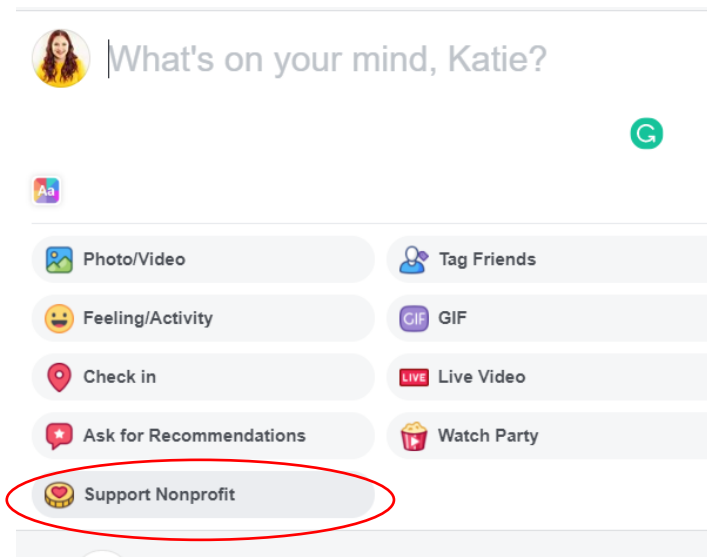 What's on your mind, Katie?
G
Aa
Photo/Video
Tag Friends
Feeling/Activity
GIF GIF
Check in
LIVE Live Video
Ask for Recommendations
Watch Party
Support Nonprofit